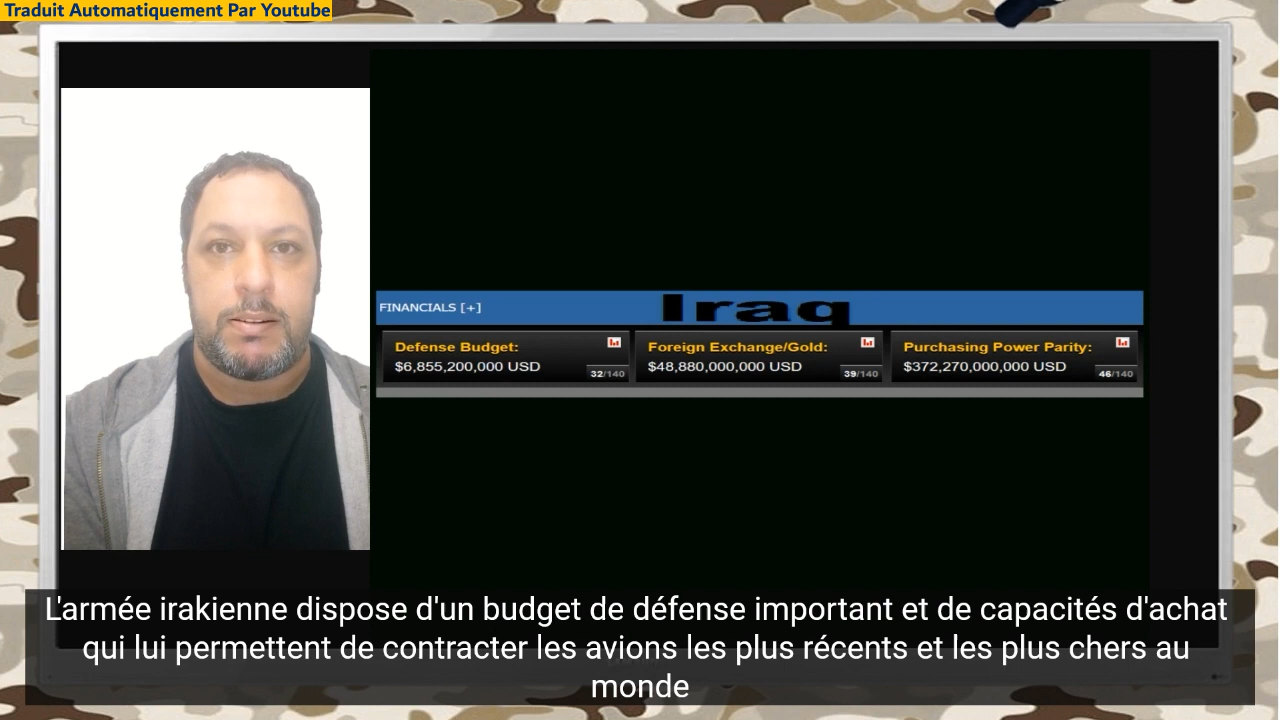 Traduit Automatiquement Par Youtube
FINANCIALS [+]
Iraq
Defense Budget:
$6,855,200,000 USD
32/140
Foreign Exchange/Gold:
$48,880,000,000 USD
39/140
Purchasing Power Parity:
$372,270,000,000 USD
46/140
L'armée irakienne dispose d'un budget de défense important et de capacités d'achat
qui lui permettent de contracter les avions les plus récents et les plus chers au
monde